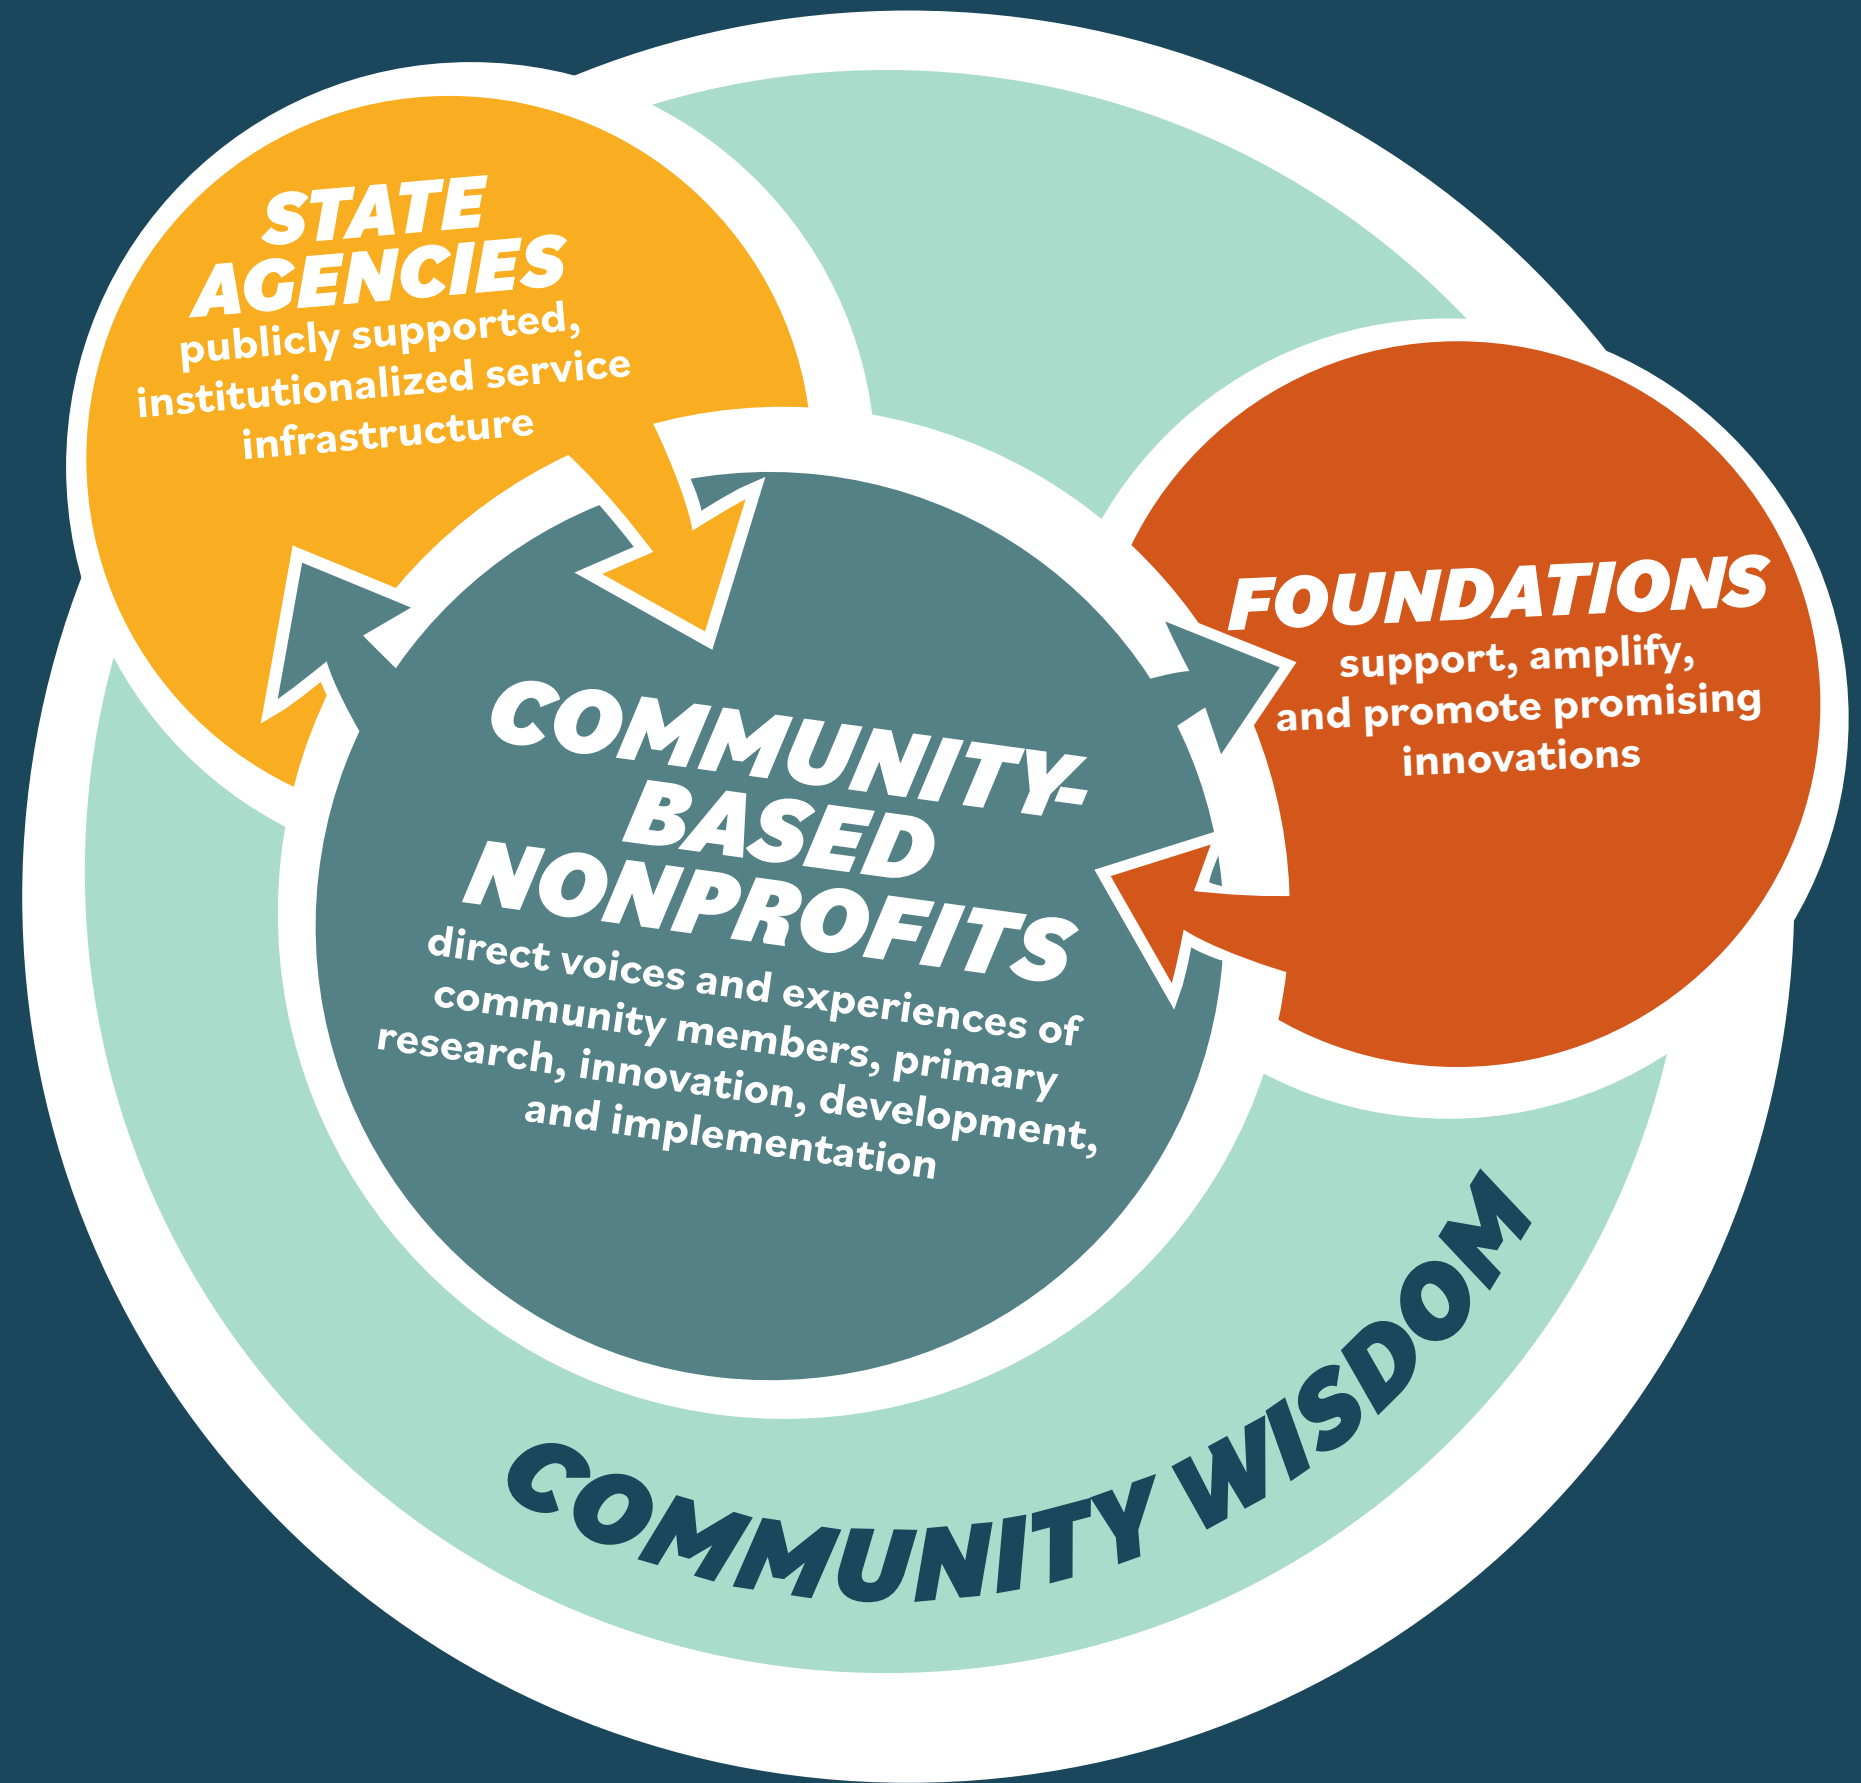 STATE
AGENCIES
publicly supported,
institutionalized service
infrastructure
FOUNDATIONS
support, amplify,
and promote promising
innovations
COMMUNITY-
BASED
NONPROFITS
direct voices and experiences of
community members, primary
research, innovation, development,
and implementation
COMMUNITY WISDOM